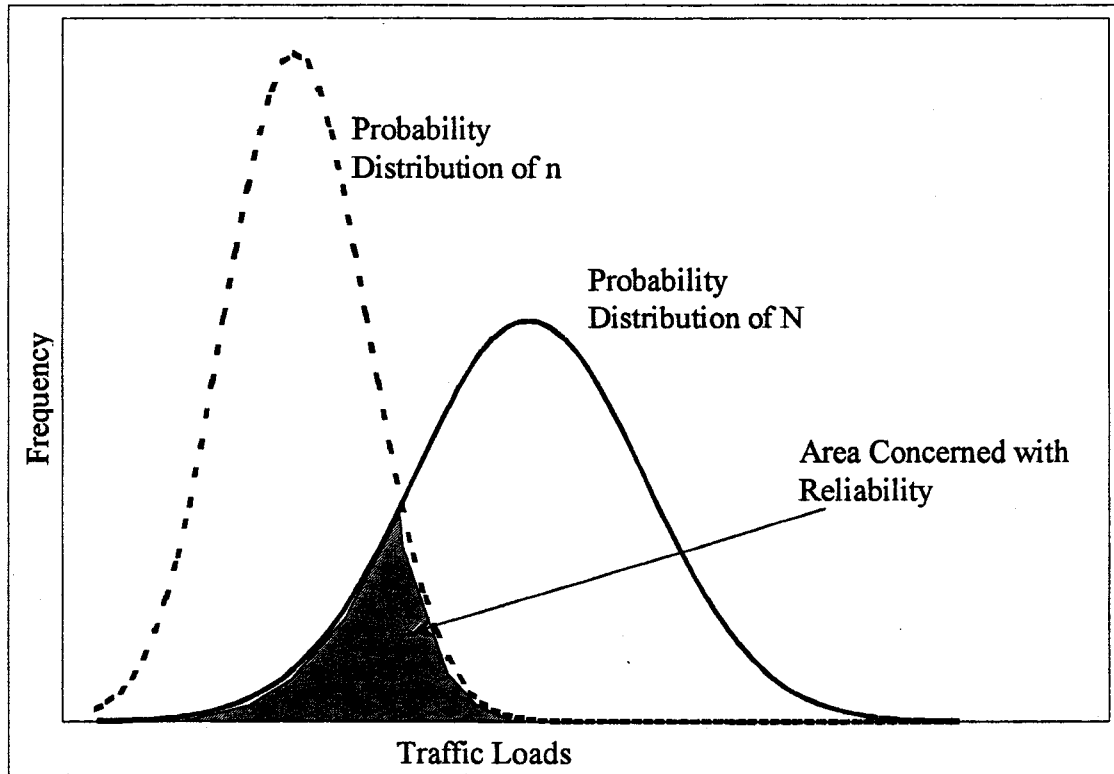 Probability
Distribution of n
Probability
Distribution of N
Area Concerned with
Reliability
Frequency
Traffic Loads